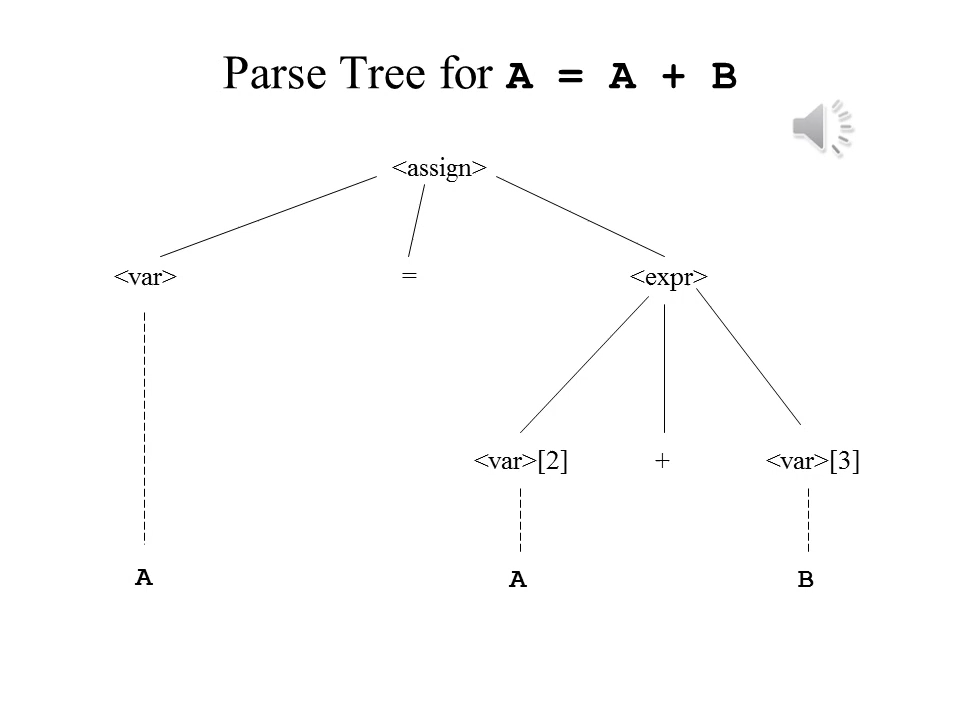 Parse Tree for A = A + B
<assign>
<var> = <expr>
<var>[2] + <var>[3]
A A B